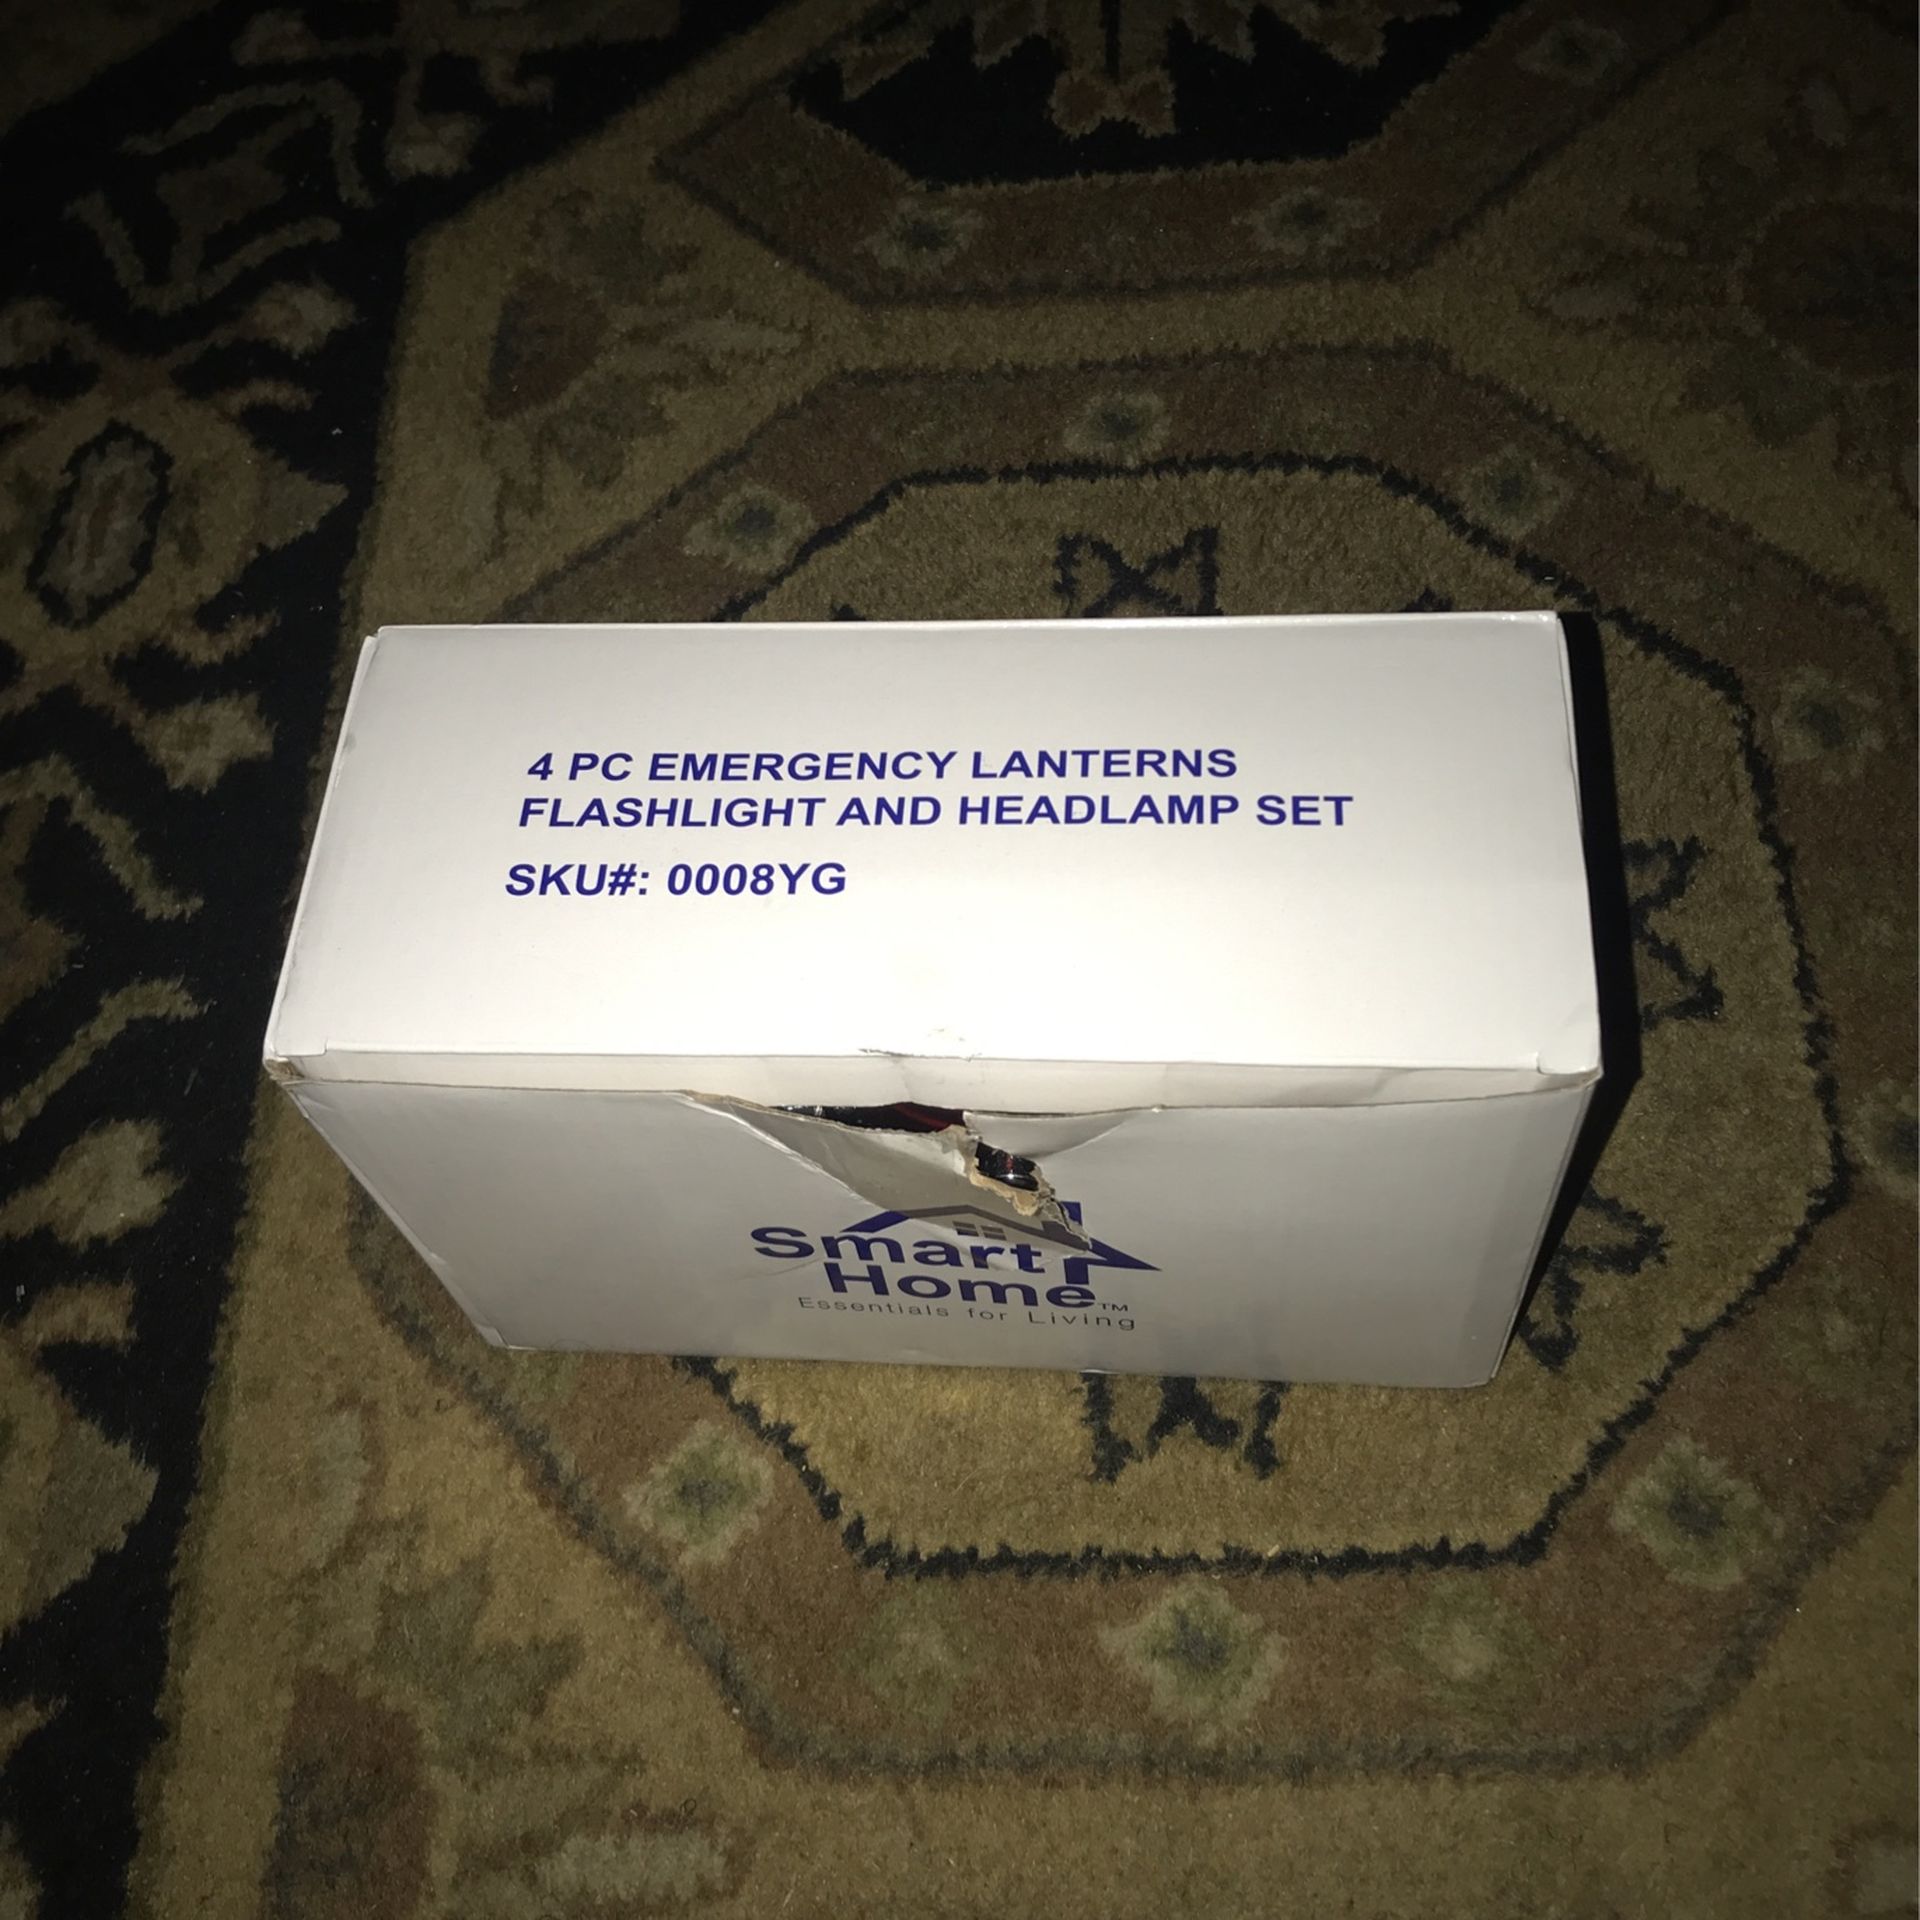 4 PC EMERGENCY LANTERNS
FLASHLIGHT AND HEADLAMP SET
SKU#: 0008YG
Smart
Home™
Essentials for Living